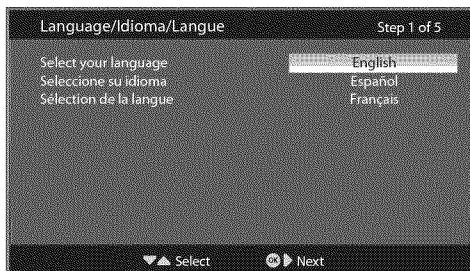 Language/Idioma/Langue Step 1 of 5
Select your language English
Seleccione su idioma Español
Sélection de la langue Français
Select OK Next